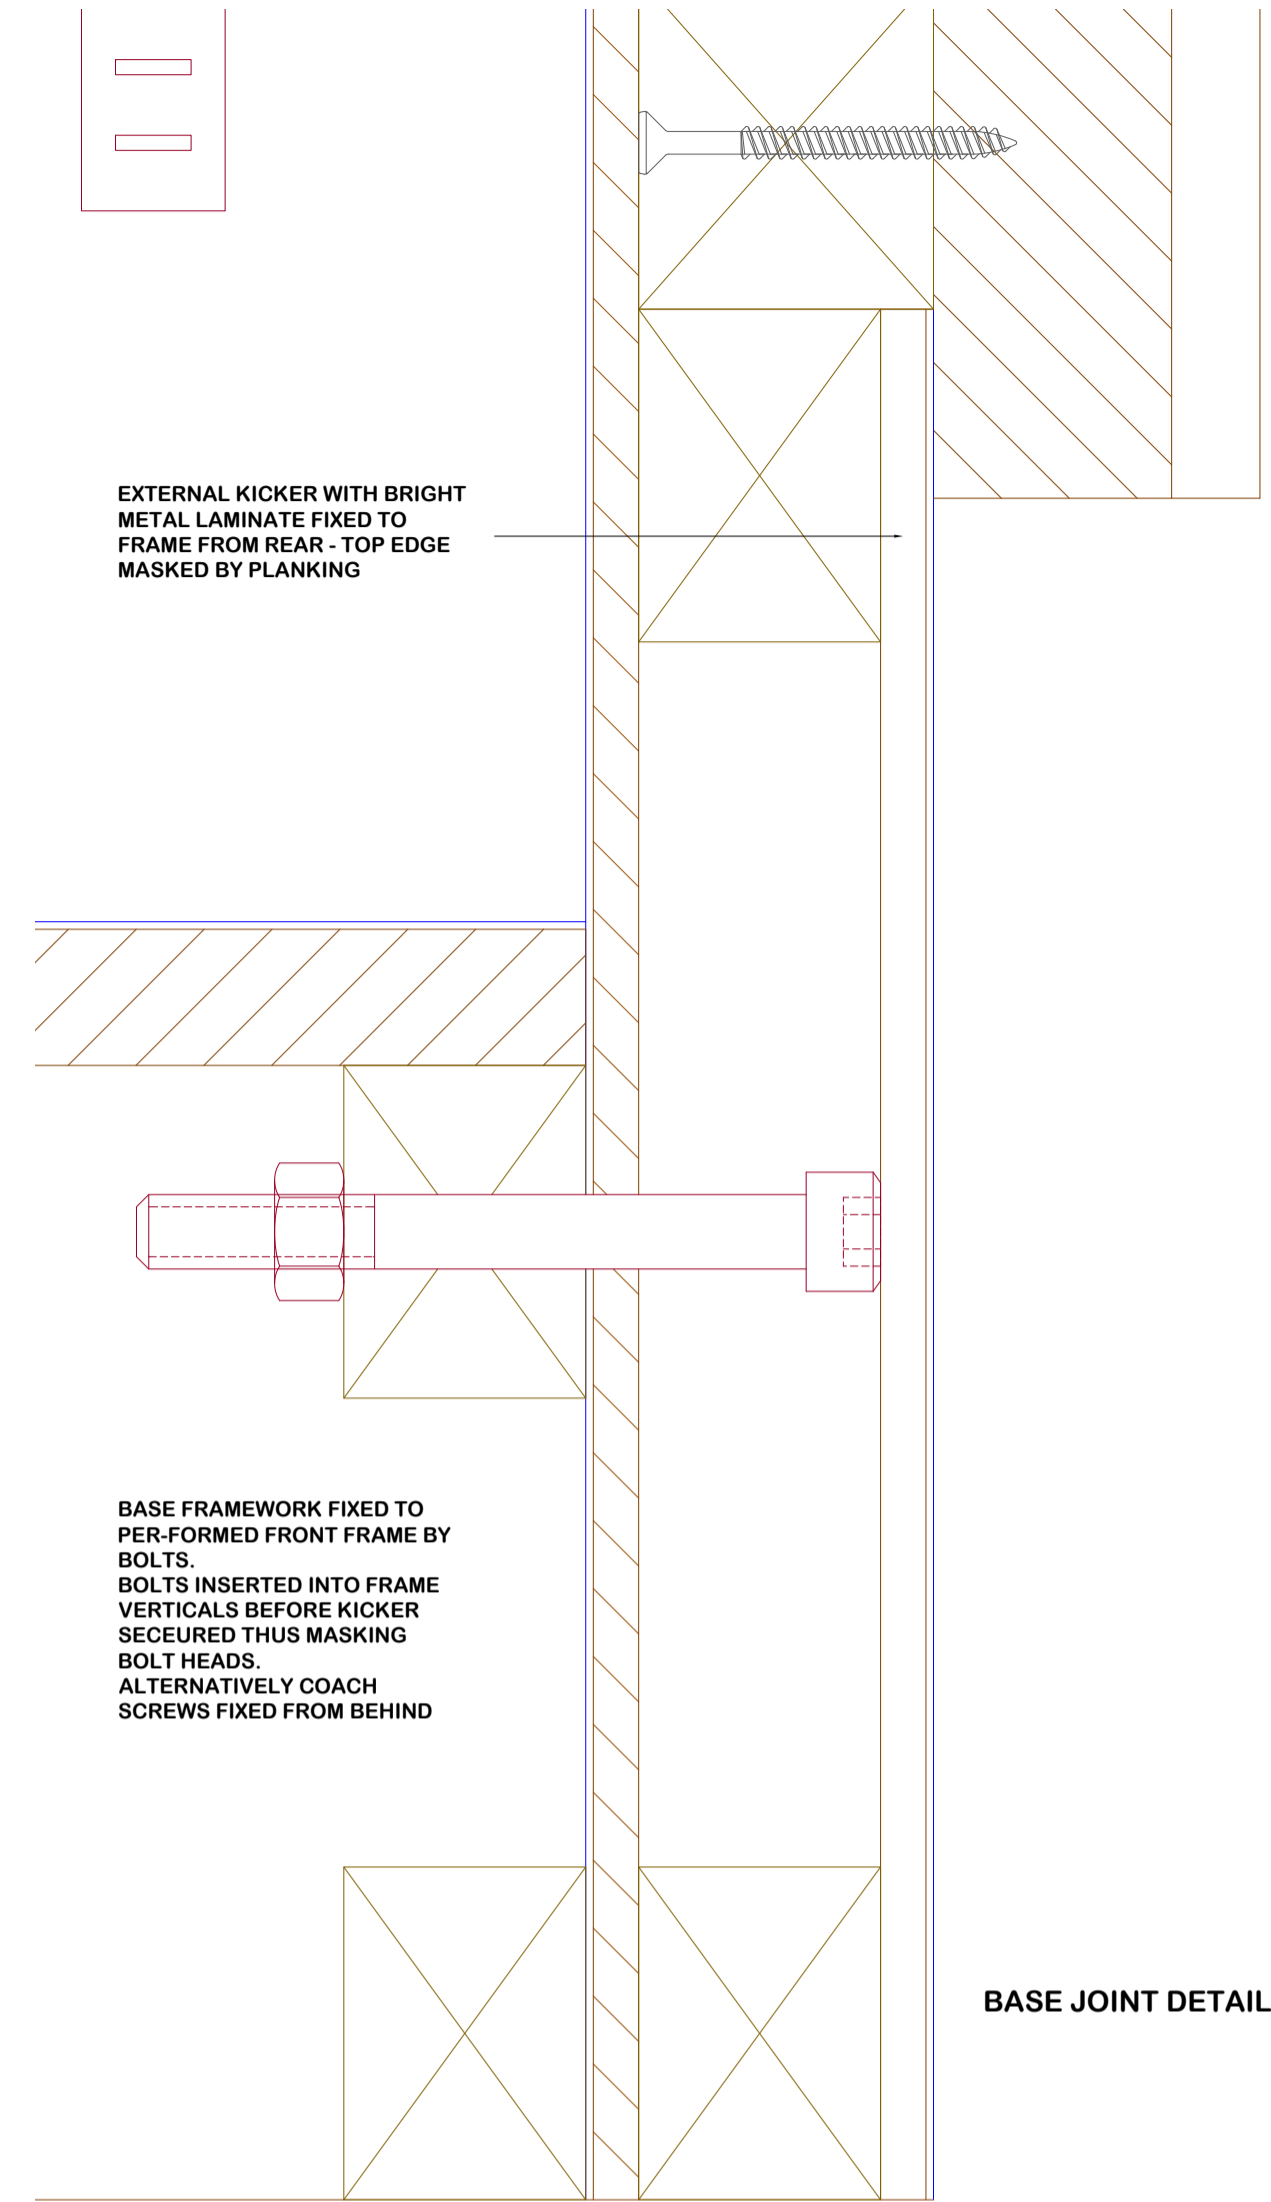 EXTERNAL KICKER WITH BRIGHT
METAL LAMINATE FIXED TO
FRAME FROM REAR - TOP EDGE
MASKED BY PLANKING
BASE FRAMEWORK FIXED TO
PER-FORMED FRONT FRAME BY
BOLTS.
BOLTS INSERTED INTO FRAME
VERTICALS BEFORE KICKER
SECEURED THUS MASKING
BOLT HEADS.
ALTERNATIVELY COACH
SCREWS FIXED FROM BEHIND
BASE JOINT DETAIL